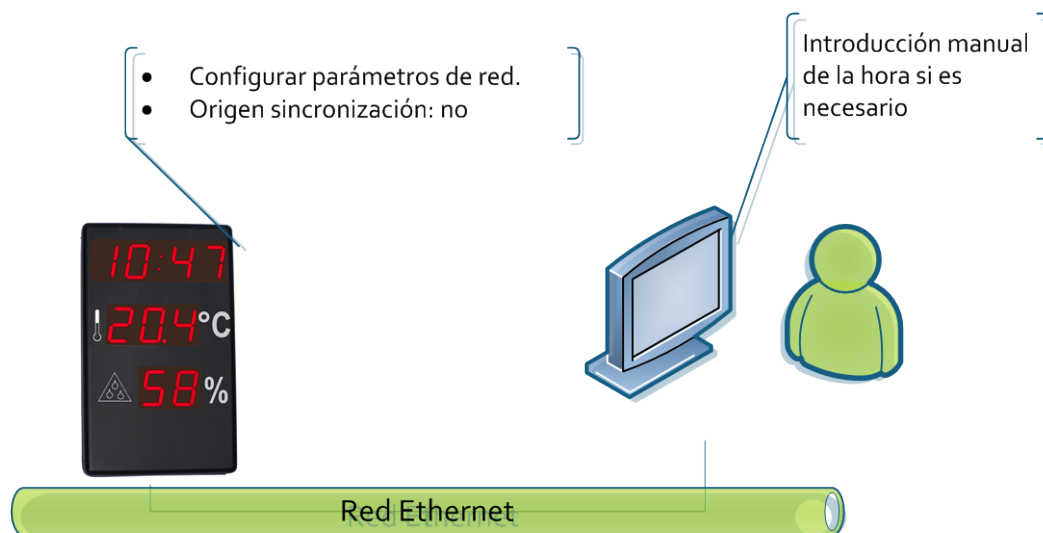 • Configurar parámetros de red.
• Origen sincronización: no
Introducción manual
de la hora si es
necesario
10:47
20.4°C
58%
Red Ethernet